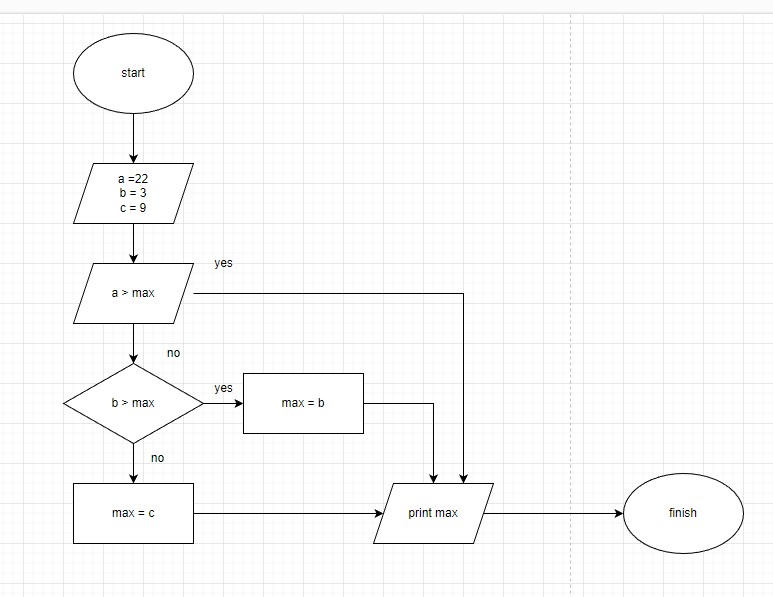 start
a =22
b = 3
c = 9
yes
a > max
no
yes
b > max
max = b
no
max = c
print max
finish